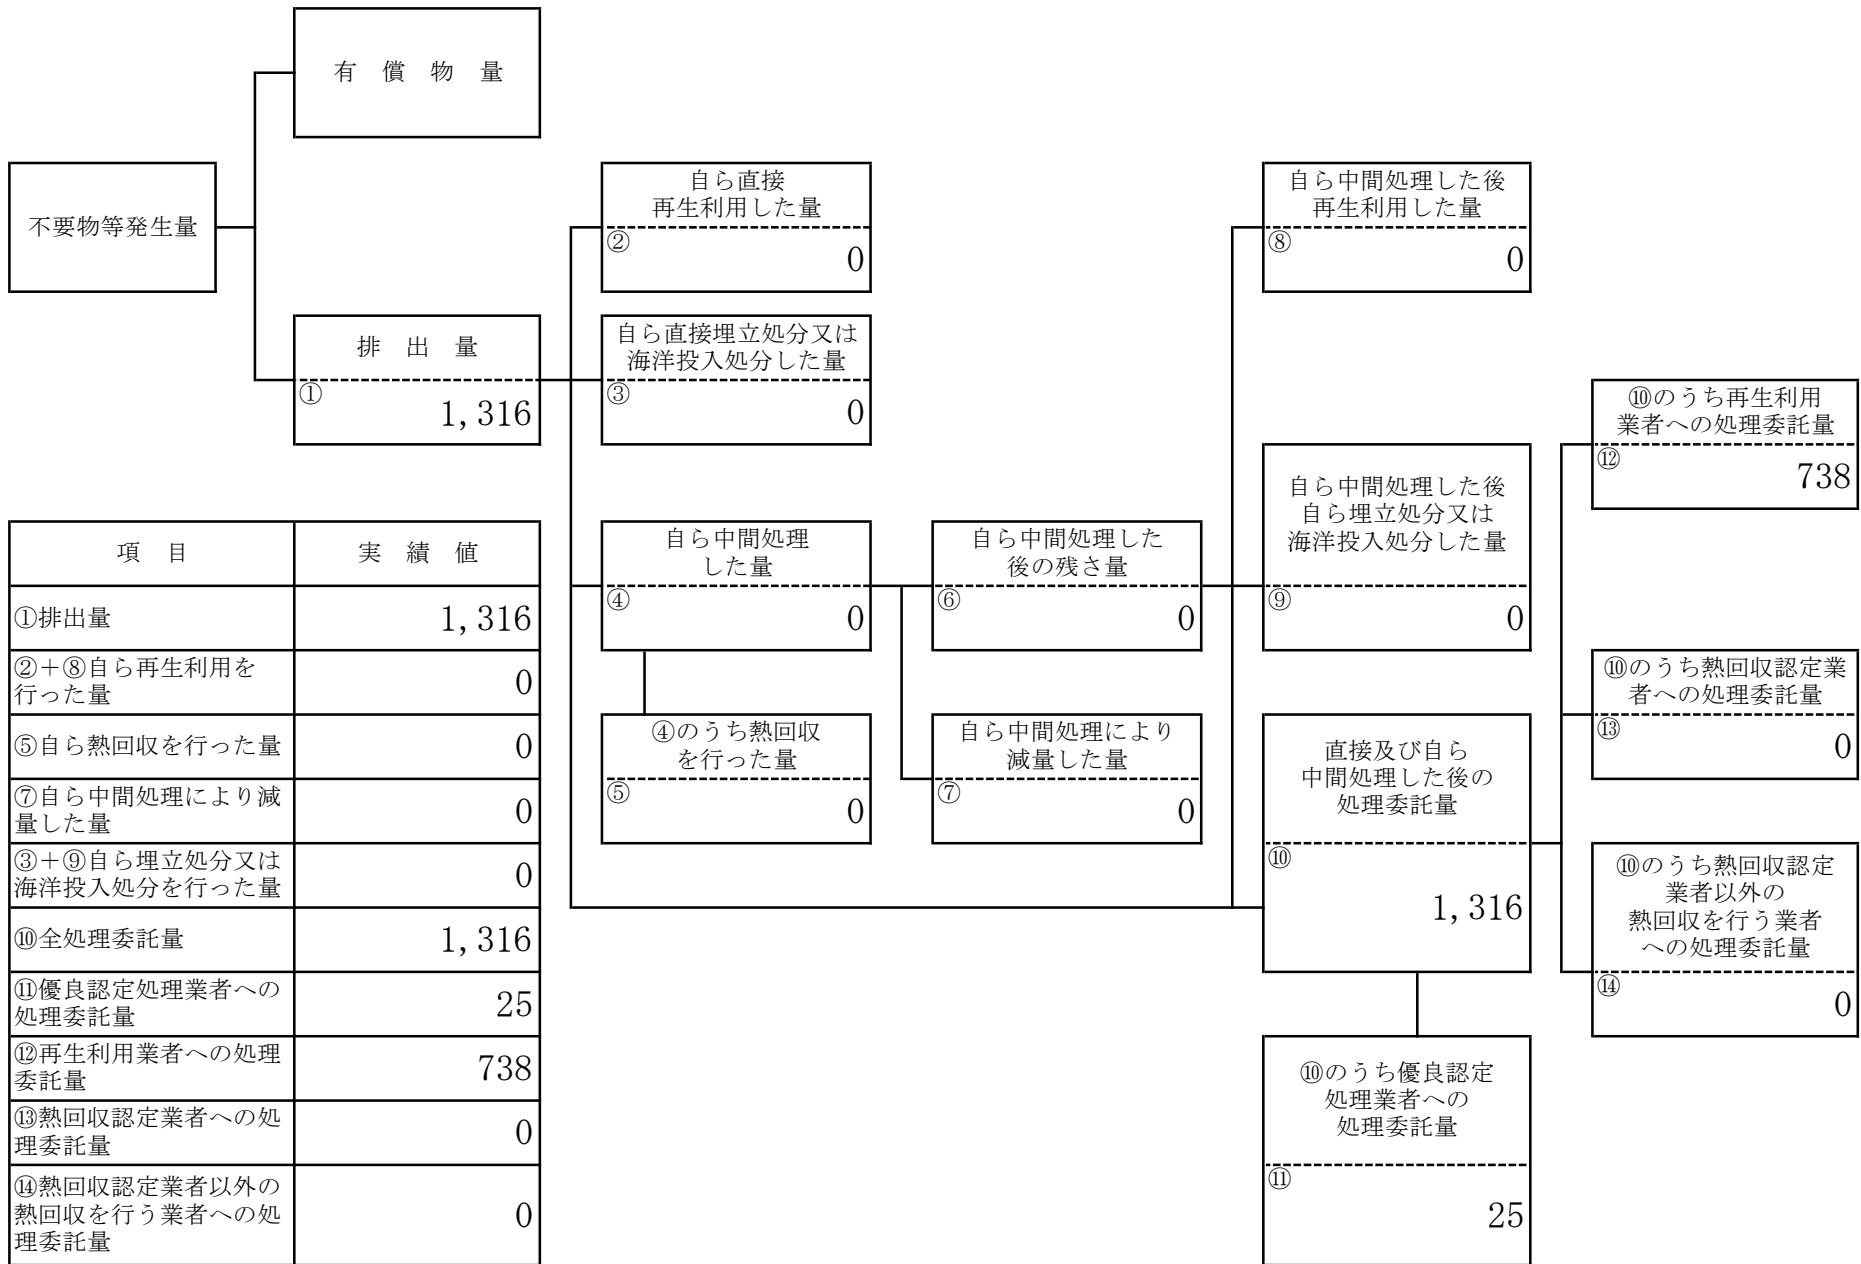 有　償　物　量
不要物等発生量
排　出　量
①
1,316
自ら直接
再生利用した量
②
0
自ら直接埋立処分又は
海洋投入処分した量
③
0
自ら中間処理
した量
④
0
④のうち熱回収
を行った量
⑤
0
自ら中間処理した
後の残さ量
⑥
0
自ら中間処理により
減量した量
⑦
0
自ら中間処理した後
再生利用した量
⑧
0
自ら中間処理した後
自ら埋立処分又は
海洋投入処分した量
⑨
0
直接及び自ら
中間処理した後の
処理委託量
⑩
1,316
⑩のうち優良認定
処理業者への
処理委託量
⑪
25
⑩のうち再生利用
業者への処理委託量
⑫
738
⑩のうち熱回収認定業
者への処理委託量
⑬
0
⑩のうち熱回収認定
業者以外の
熱回収を行う業者
への処理委託量
⑭
0
項　目　実　績　値
①排出量　1,316
②＋⑧自ら再生利用を
行った量　0
⑤自ら熱回収を行った量　0
⑦自ら中間処理により減
量した量　0
③＋⑨自ら埋立処分又は
海洋投入処分を行った量　0
⑩全処理委託量　1,316
⑪優良認定処理業者への
処理委託量　25
⑫再生利用業者への処理
委託量　738
⑬熱回収認定業者への処
理委託量　0
⑭熱回収認定業者以外の
熱回収を行う業者への処
理委託量　0